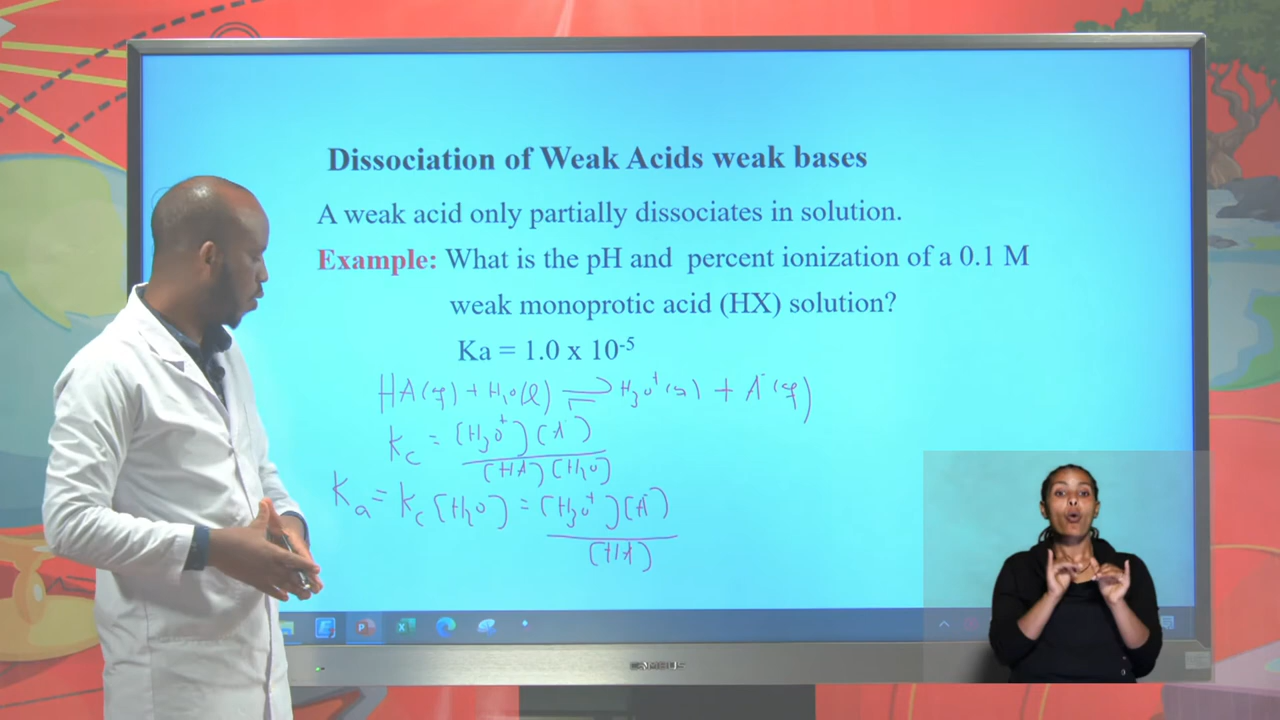 Dissociation of Weak Acids weak bases
A weak acid only partially dissociates in solution.
Example: What is the pH and percent ionization of a 0.1 M
weak monoprotic acid (HX) solution?
Ka = 1.0 x 10⁻⁵
HA(aq) + H₂O(l) ⇌ H₃O⁺(aq) + A⁻(aq)
Kc = [H₃O⁺][A⁻] / [HA][H₂O]
Ka = Kc[H₂O] = [H₃O⁺][A⁻] / [HA]